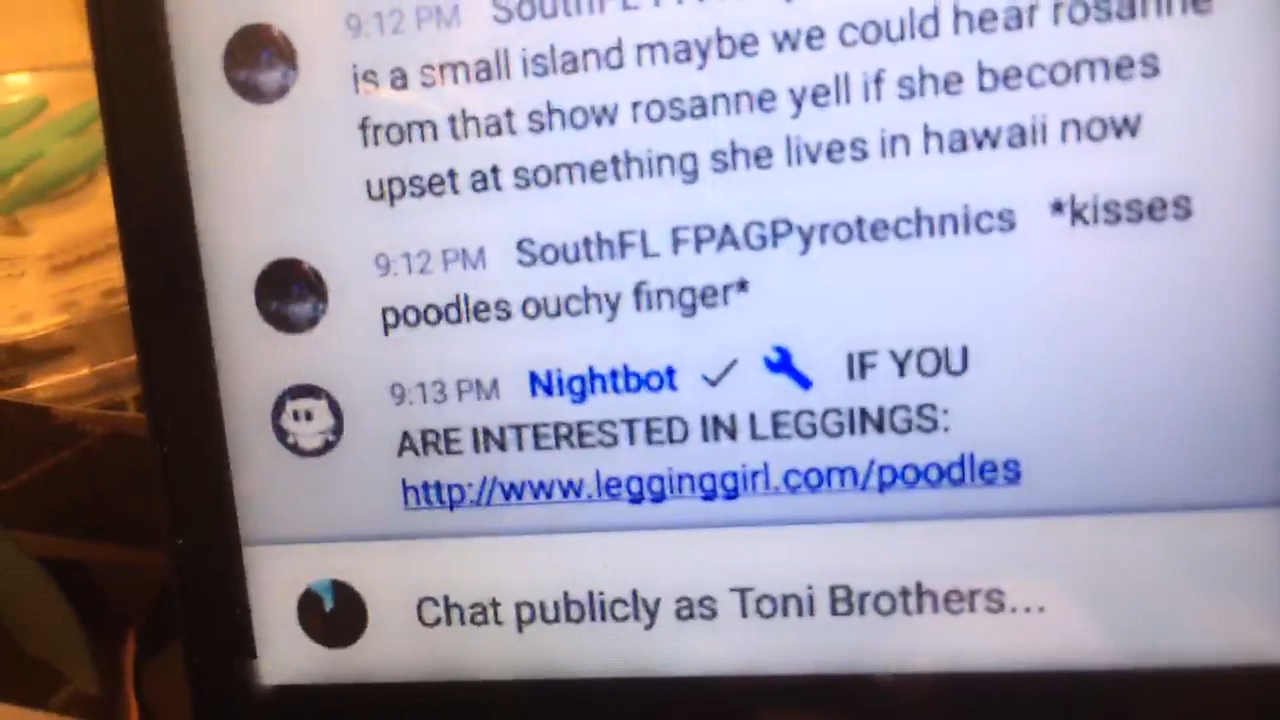 9:12 PM SouthFL
is a small island maybe we could hear rosanne
from that show rosanne yell if she becomes
upset at something she lives in hawaii now
9:12 PM SouthFL FPAGPyrotechnics *kisses
poodles ouchy finger*
9:13 PM Nightbot IF YOU
ARE INTERESTED IN LEGGINGS:
http://www.legginggirl.com/poodles
Chat publicly as Toni Brothers...